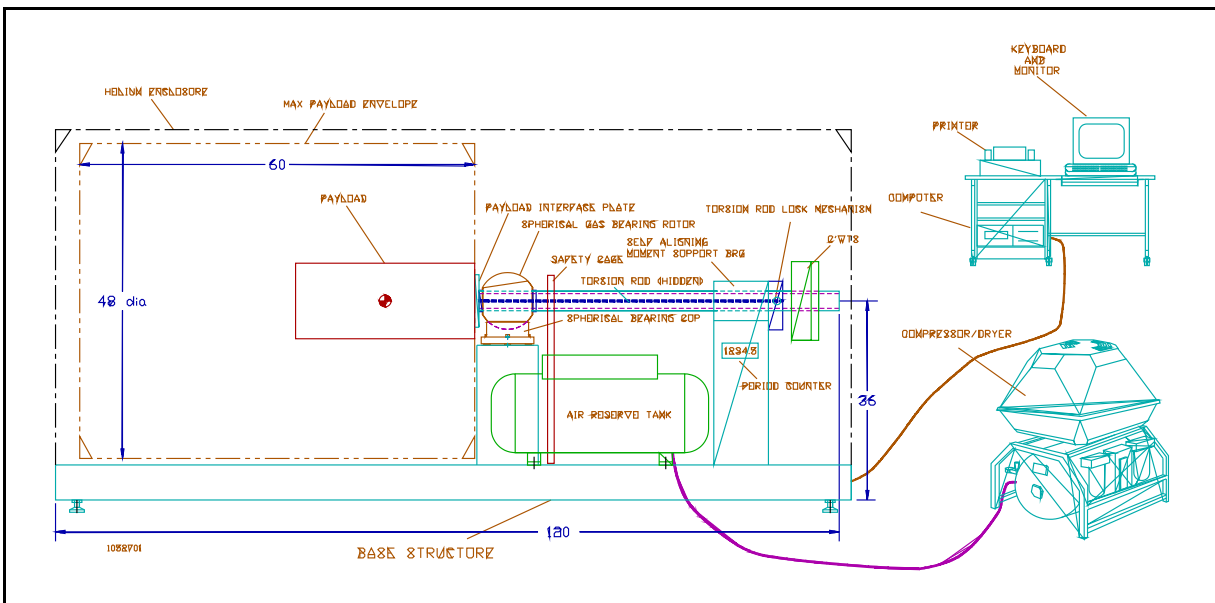 KEYBOARD
AND
MONITOR
HELIUM ENCLOSURE
MAX PAYLOAD ENVELOPE
PRINTER
60
PAYLOAD
COMPUTER
PAYLOAD INTERFACE PLATE
TORSION ROD LOCK MECHANISM
SPHERICAL GAS BEARING ROTOR
SELF ALIGNING
MOMENT SUPPORT BRG
C'WTS
SAFETY CAGE
TORSION ROD (HIDDEN)
48 dia
SPHERICAL BEARING CUP
COMPRESSOR/DRYER
12345
PERIOD COUNTER
36
AIR RESERVE TANK
120
BASE STRUCTURE